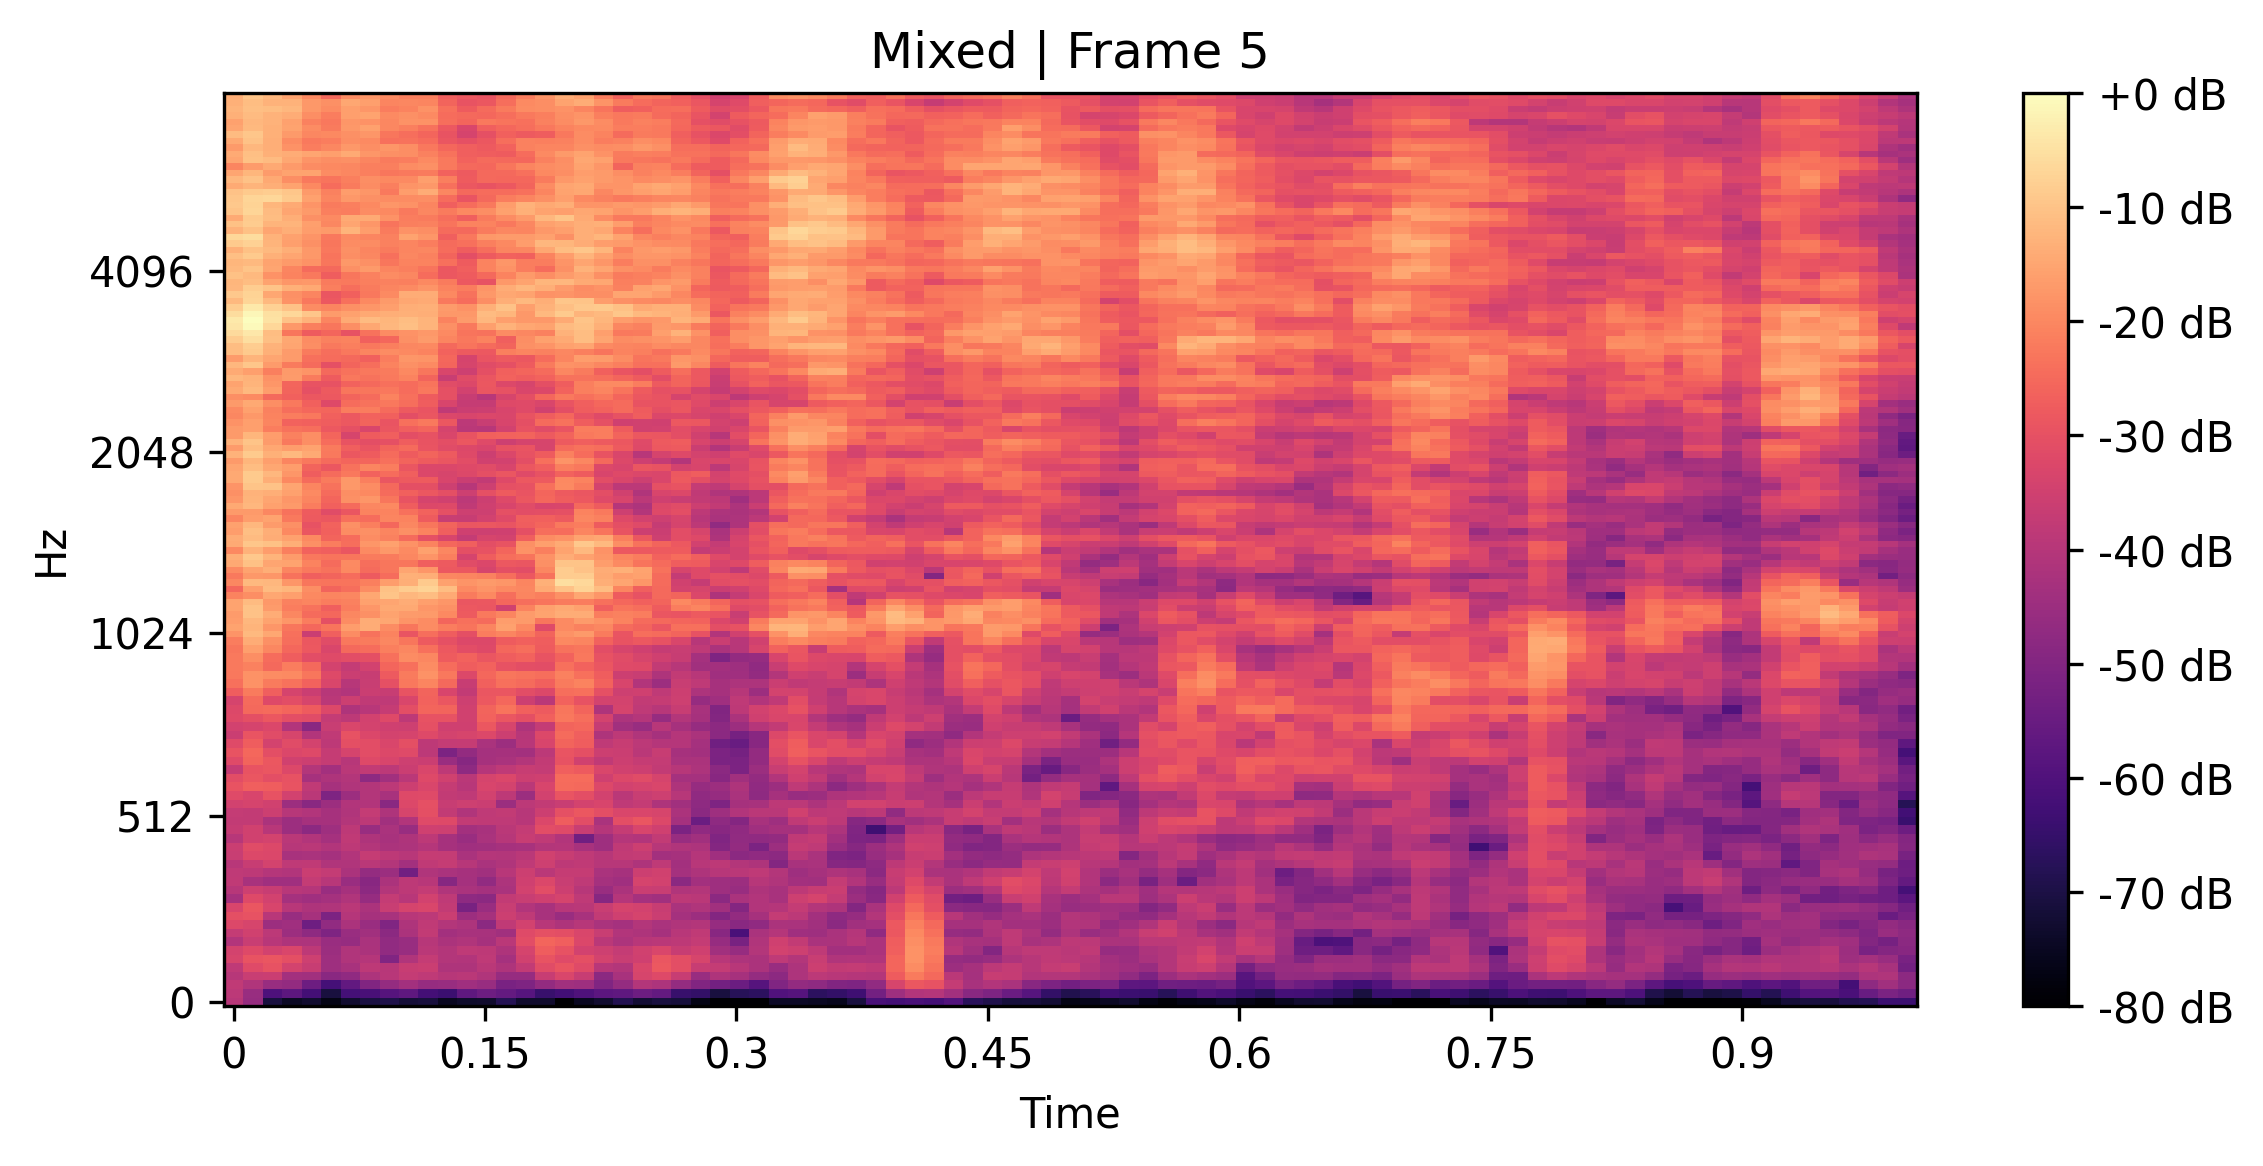 Mixed | Frame 5
Hz
4096
2048
1024
512
0
0 0.15 0.3 0.45 0.6 0.75 0.9
Time
+0 dB
-10 dB
-20 dB
-30 dB
-40 dB
-50 dB
-60 dB
-70 dB
-80 dB